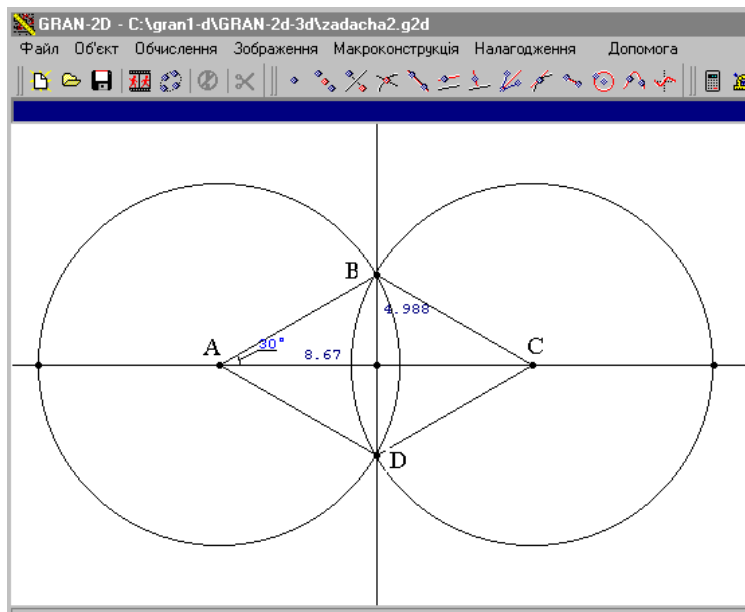 GRAN-2D - C:\gran1-d\GRAN-2d-3d\zadacha2.g2d
Файл Об'єкт Обчислення Зображення Макроконструкція Налагодження Допомога
B
4.988
A 30° 8.67 C
D